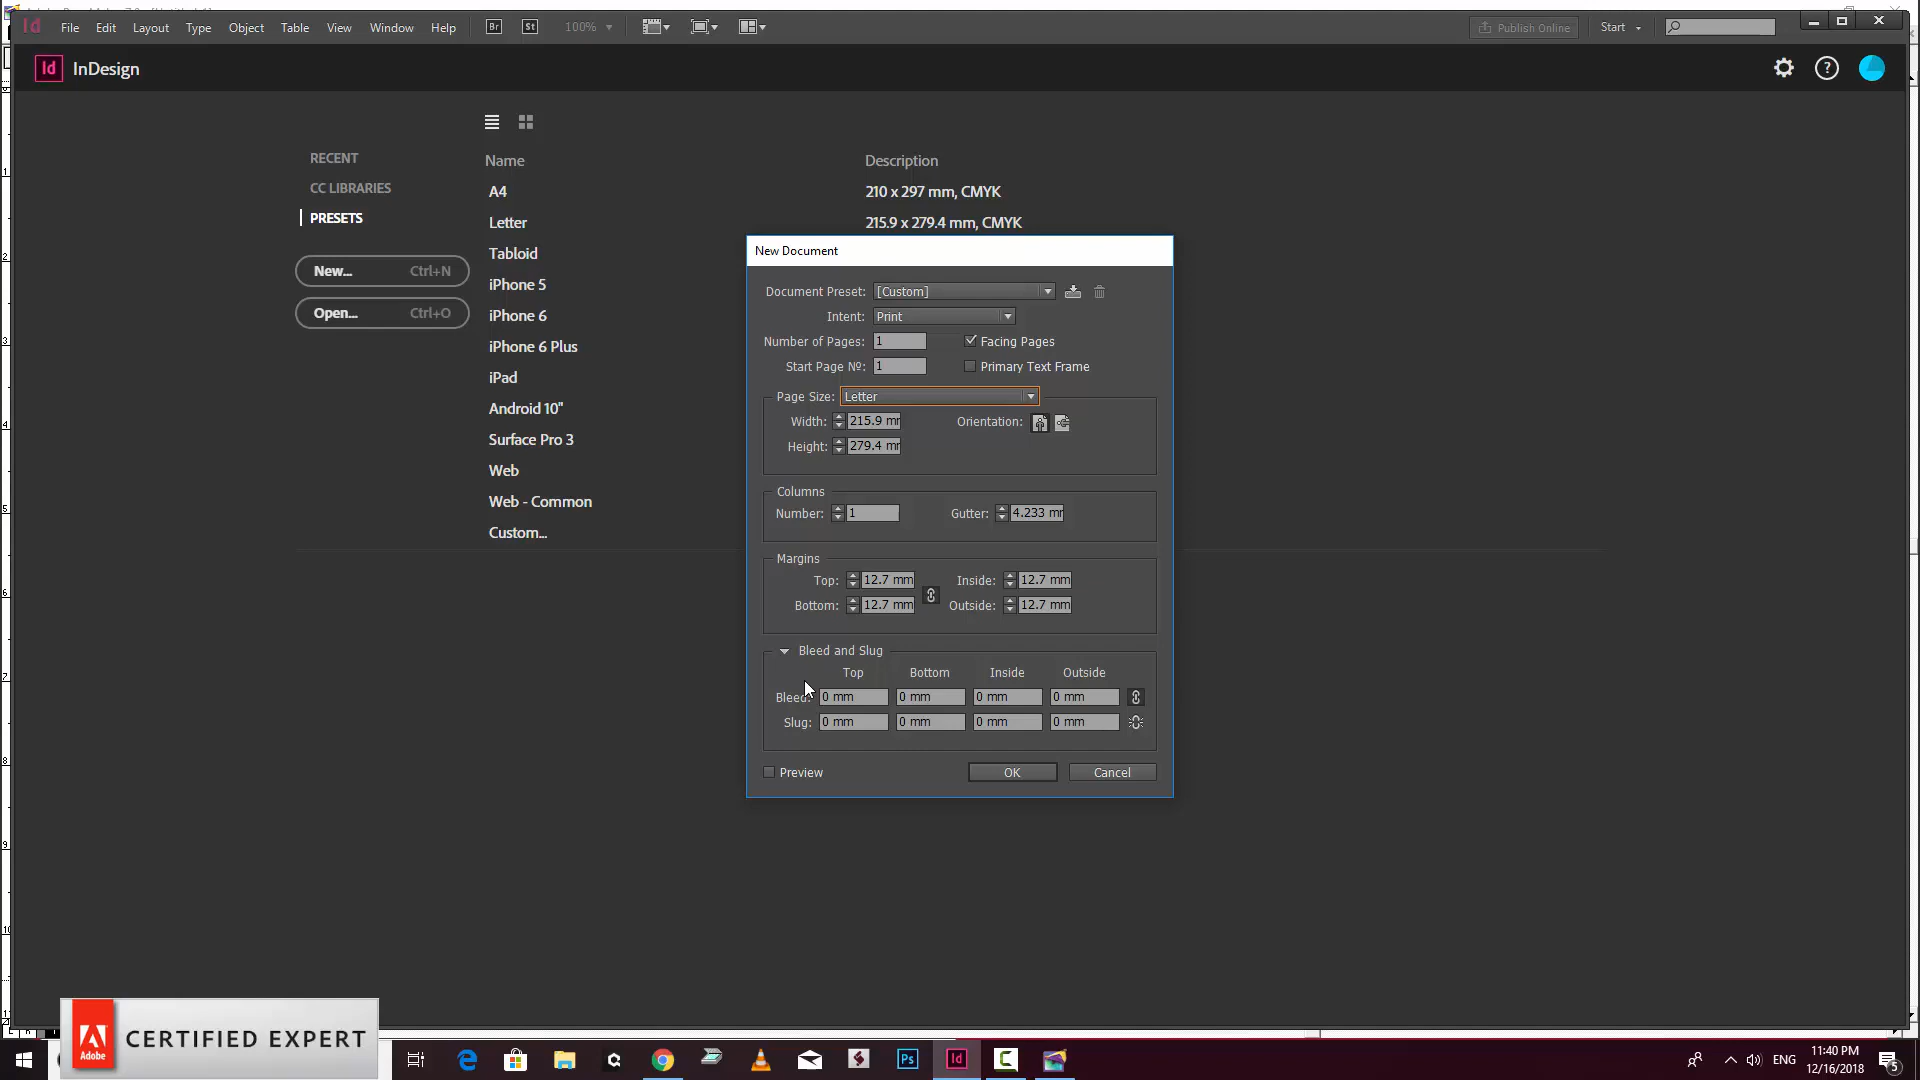 Id File Edit Layout Type Object Table View Window Help Br St 100% Publish Online Start
Id InDesign
RECENT
CC LIBRARIES
PRESETS
New... Ctrl+N
Open... Ctrl+O
Name Description
A4 210 x 297 mm, CMYK
Letter 215.9 x 279.4 mm, CMYK
Tabloid
iPhone 5
iPhone 6
iPhone 6 Plus
iPad
Android 10"
Surface Pro 3
Web
Web - Common
Custom...
New Document
Document Preset: [Custom]
Intent: Print
Number of Pages: 1 Facing Pages
Start Page №: 1 Primary Text Frame
Page Size: Letter
Width: 215.9 mm Orientation:
Height: 279.4 mm
Columns
Number: 1 Gutter: 4.233 mm
Margins
Top: 12.7 mm Inside: 12.7 mm
Bottom: 12.7 mm Outside: 12.7 mm
Bleed and Slug
Top Bottom Inside Outside
Bleed: 0 mm 0 mm 0 mm 0 mm
Slug: 0 mm 0 mm 0 mm 0 mm
Preview OK Cancel
Adobe CERTIFIED EXPERT
Ps Id ENG
11:40 PM
12/16/2018
5